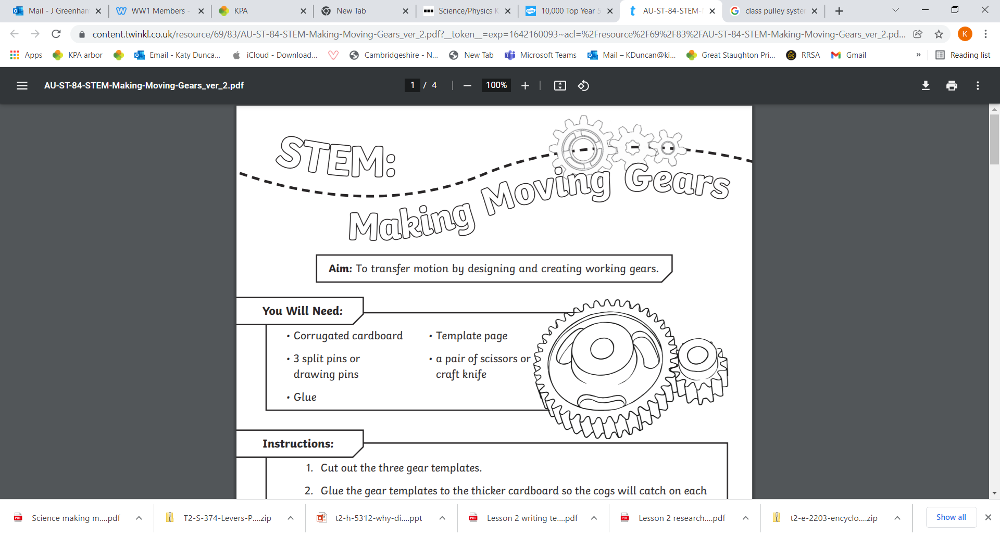 Mail - J Greenham
WW1 Members -
KPA
New Tab
Science/Physics K
10,000 Top Year 5
AU-ST-84-STEM-
class pulley syste
content.twinkl.co.uk/resource/69/83/AU-ST-84-STEM-Making-Moving-Gears_ver_2.pdf?__token__=exp=1642160093~acl=%2Fresource%2F69%2F83%2FAU-ST-84-STEM-Making-Moving-Gears_ver_2.pd...
K
Apps
KPA arbor
Email - Katy Dunca...
iCloud - Download...
Cambridgeshire - N...
New Tab
Microsoft Teams
Mail – KDuncan@ki...
Great Staughton Pri...
RRSA
Gmail
»
Reading list
AU-ST-84-STEM-Making-Moving-Gears_ver_2.pdf
1 / 4
100%
STEM:
Making Moving Gears
Aim: To transfer motion by designing and creating working gears.
You Will Need:
• Corrugated cardboard
• 3 split pins or
drawing pins
• Glue
• Template page
• a pair of scissors or
craft knife
Instructions:
1. Cut out the three gear templates.
2. Glue the gear templates to the thicker cardboard so the cogs will catch on each
Science making m....pdf
T2-S-374-Levers-P....zip
t2-h-5312-why-di....ppt
Lesson 2 writing te....pdf
Lesson 2 research....pdf
t2-e-2203-encyclo....zip
Show all